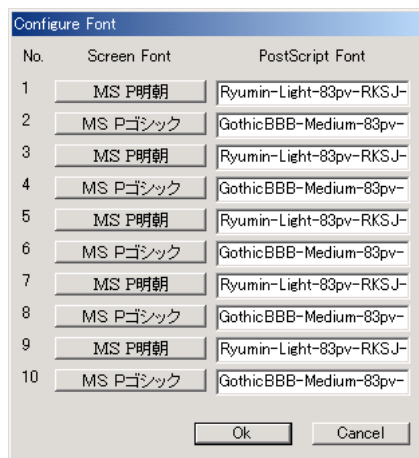 Configure Font
No. Screen Font PostScript Font
1 MS P明朝 Ryumin-Light-83pv-RKSJ-
2 MS Pゴシック GothicBBB-Medium-83pv-
3 MS P明朝 Ryumin-Light-83pv-RKSJ-
4 MS Pゴシック GothicBBB-Medium-83pv-
5 MS P明朝 Ryumin-Light-83pv-RKSJ-
6 MS Pゴシック GothicBBB-Medium-83pv-
7 MS P明朝 Ryumin-Light-83pv-RKSJ-
8 MS Pゴシック GothicBBB-Medium-83pv-
9 MS P明朝 Ryumin-Light-83pv-RKSJ-
10 MS Pゴシック GothicBBB-Medium-83pv-
Ok Cancel